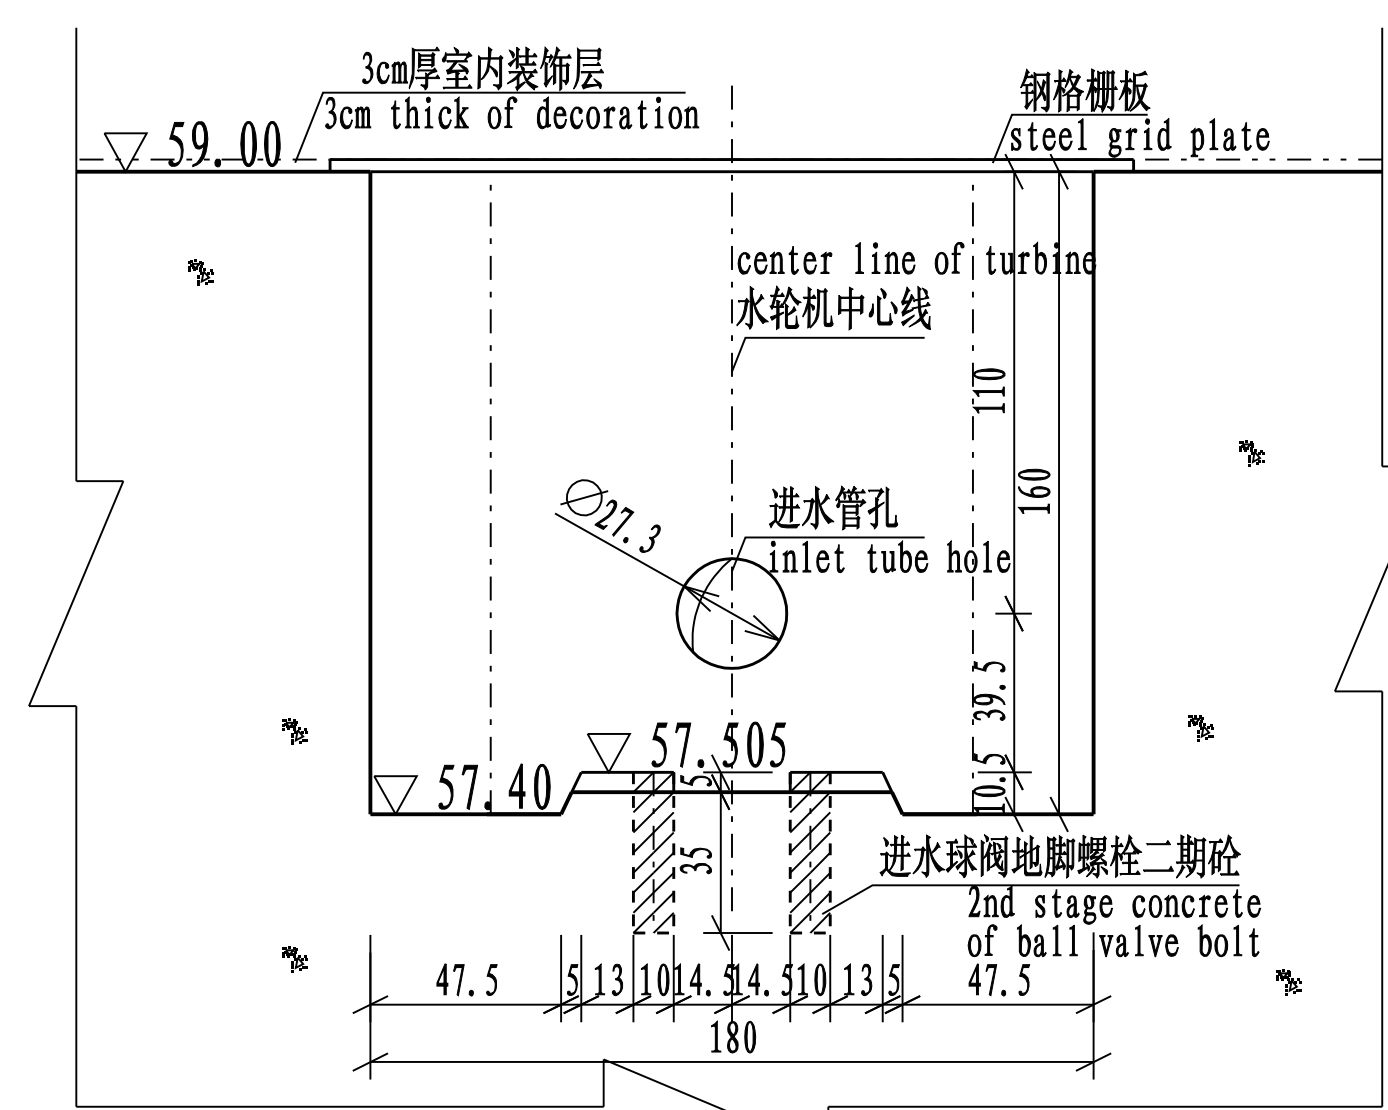 3cm厚室内装饰层
3cm thick of decoration
钢格栅板
steel grid plate
59.00
center line of turbine
水轮机中心线
110
160
∅27.3
进水管孔
inlet tube hole
39.5
57.505
57.40
5
10.5
35
进水球阀地脚螺栓二期砼
2nd stage concrete
of ball valve bolt
47.5 5 13 10 14.5 14.5 10 13 5 47.5
180